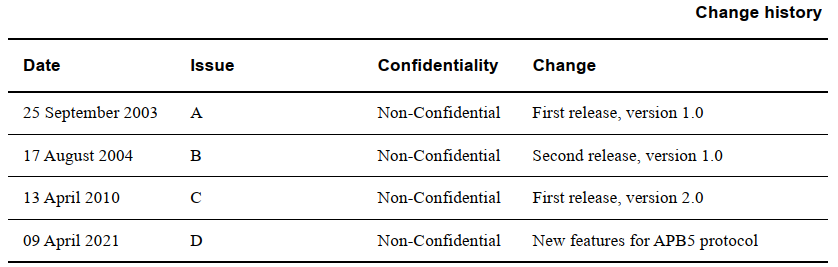 Change history
Date Issue Confidentiality Change
25 September 2003 A Non-Confidential First release, version 1.0
17 August 2004 B Non-Confidential Second release, version 1.0
13 April 2010 C Non-Confidential First release, version 2.0
09 April 2021 D Non-Confidential New features for APB5 protocol